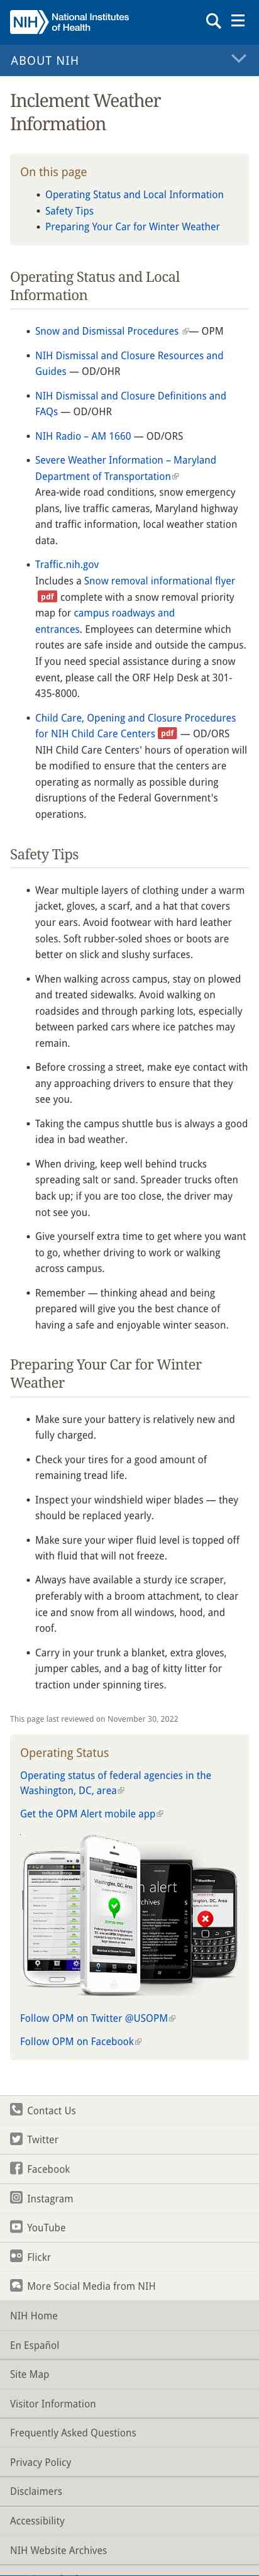 NIH National Institutes
of Health
ABOUT NIH
Inclement Weather
Information
On this page
Operating Status and Local Information
Safety Tips
Preparing Your Car for Winter Weather
Operating Status and Local
Information
Snow and Dismissal Procedures — OPM
NIH Dismissal and Closure Resources and
Guides — OD/OHR
NIH Dismissal and Closure Definitions and
FAQs — OD/OHR
NIH Radio – AM 1660 — OD/ORS
Severe Weather Information – Maryland
Department of Transportation
Area-wide road conditions, snow emergency
plans, live traffic cameras, Maryland highway
and traffic information, local weather station
data.
Traffic.nih.gov
Includes a Snow removal informational flyer
pdf complete with a snow removal priority
map for campus roadways and
entrances. Employees can determine which
routes are safe inside and outside the campus.
If you need special assistance during a snow
event, please call the ORF Help Desk at 301-
435-8000.
Child Care, Opening and Closure Procedures
for NIH Child Care Centers pdf — OD/ORS
NIH Child Care Centers' hours of operation will
be modified to ensure that the centers are
operating as normally as possible during
disruptions of the Federal Government's
operations.
Safety Tips
Wear multiple layers of clothing under a warm
jacket, gloves, a scarf, and a hat that covers
your ears. Avoid footwear with hard leather
soles. Soft rubber-soled shoes or boots are
better on slick and slushy surfaces.
When walking across campus, stay on plowed
and treated sidewalks. Avoid walking on
roadsides and through parking lots, especially
between parked cars where ice patches may
remain.
Before crossing a street, make eye contact with
any approaching drivers to ensure that they
see you.
Taking the campus shuttle bus is always a good
idea in bad weather.
When driving, keep well behind trucks
spreading salt or sand. Spreader trucks often
back up; if you are too close, the driver may
not see you.
Give yourself extra time to get where you want
to go, whether driving to work or walking
across campus.
Remember — thinking ahead and being
prepared will give you the best chance of
having a safe and enjoyable winter season.
Preparing Your Car for Winter
Weather
Make sure your battery is relatively new and
fully charged.
Check your tires for a good amount of
remaining tread life.
Inspect your windshield wiper blades — they
should be replaced yearly.
Make sure your wiper fluid level is topped off
with fluid that will not freeze.
Always have available a sturdy ice scraper,
preferably with a broom attachment, to clear
ice and snow from all windows, hood, and
roof.
Carry in your trunk a blanket, extra gloves,
jumper cables, and a bag of kitty litter for
traction under spinning tires.
This page last reviewed on November 30, 2022
Operating Status
Operating status of federal agencies in the
Washington, DC, area
Get the OPM Alert mobile app
Washington, D.C. Area
alert
BlackBerry
Follow OPM on Twitter @USOPM
Follow OPM on Facebook
Contact Us
Twitter
Facebook
Instagram
YouTube
Flickr
More Social Media from NIH
NIH Home
En Español
Site Map
Visitor Information
Frequently Asked Questions
Privacy Policy
Disclaimers
Accessibility
NIH Website Archives